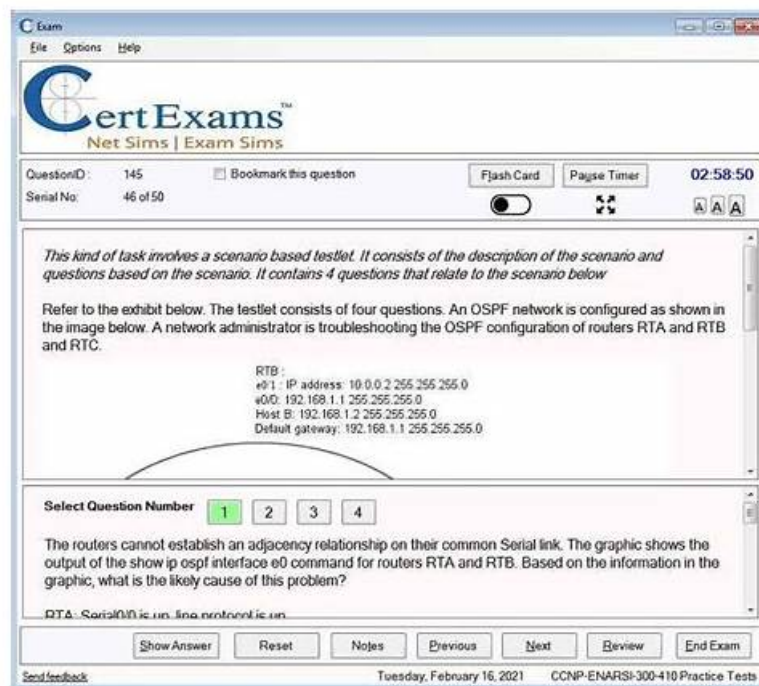 C Exam
File Options Help
CertExams™
Net Sims | Exam Sims
QuestionID : 145 Bookmark this question Flash Card Pause Timer 02:58:50
Serial No: 46 of 50 A A A
This kind of task involves a scenario based testlet. It consists of the description of the scenario and
questions based on the scenario. It contains 4 questions that relate to the scenario below
Refer to the exhibit below. The testlet consists of four questions. An OSPF network is configured as shown in
the image below. A network administrator is troubleshooting the OSPF configuration of routers RTA and RTB
and RTC.
RTB :
e0/1 : IP address: 10.0.0.2 255.255.255.0
e0/0: 192.168.1.1 255.255.255.0
Host B: 192.168.1.2 255.255.255.0
Default gateway: 192.168.1.1 255.255.255.0
Select Question Number 1 2 3 4
The routers cannot establish an adjacency relationship on their common Serial link. The graphic shows the
output of the show ip ospf interface e0 command for routers RTA and RTB. Based on the information in the
graphic, what is the likely cause of this problem?
RTA: Serial0/0 is up, line protocol is up
Show Answer Reset Notes Previous Next Review End Exam
Send feedback Tuesday, February 16, 2021 CCNP-ENARSI-300-410 Practice Tests